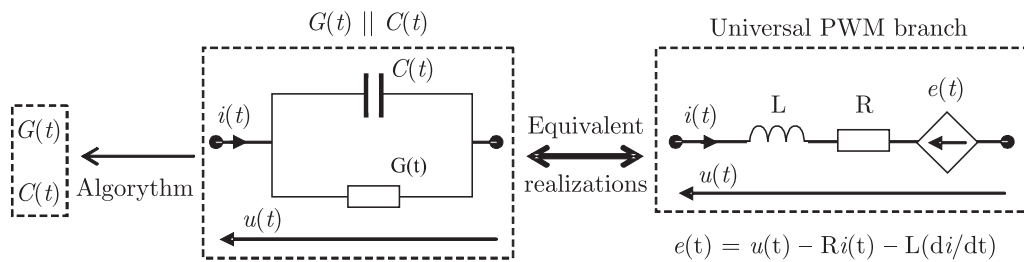 G(t) || C(t)
Universal PWM branch
C(t)
G(t)
i(t)
G(t)
u(t)
G(t)
C(t)
Algorythm
Equivalent
realizations
L
R
e(t)
i(t)
u(t)
e(t) = u(t) − Ri(t) − L(di/dt)